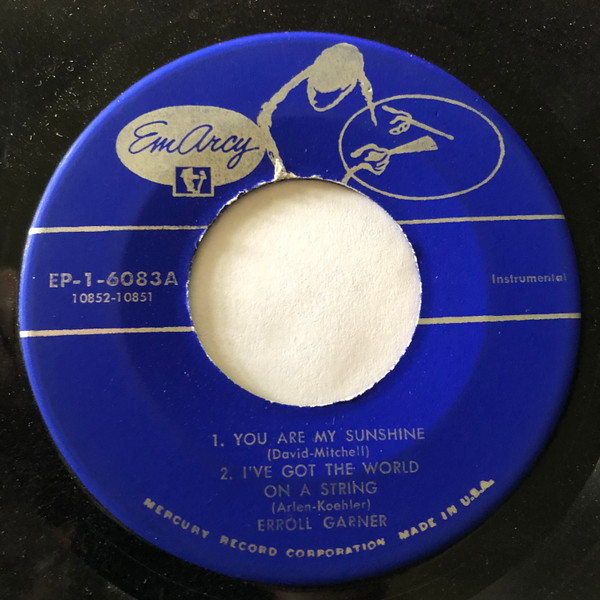 EmArcy
EP-1-6083A
10852-10851
Instrumental
1. YOU ARE MY SUNSHINE
(David-Mitchell)
2. I'VE GOT THE WORLD
ON A STRING
(Arlen-Koehler)
ERROLL GARNER
MERCURY RECORD CORPORATION MADE IN U.S.A.